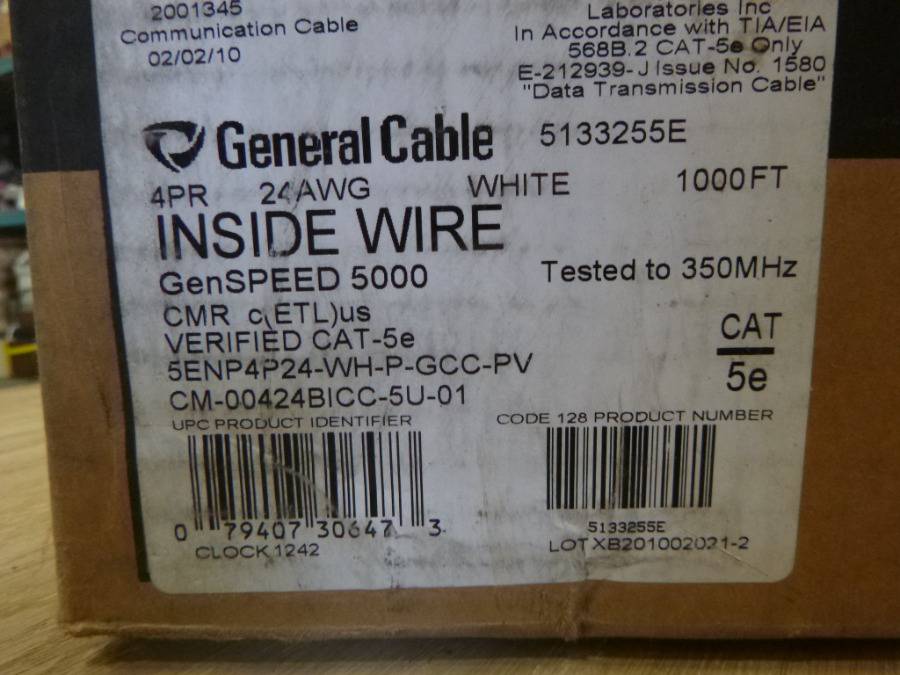 2001345
Communication Cable
02/02/10
Laboratories Inc
In Accordance with TIA/EIA
568B.2 CAT-5e Only
E-212939-J Issue No. 1580
"Data Transmission Cable"
General Cable 5133255E
4PR 24AWG WHITE 1000FT
INSIDE WIRE
GenSPEED 5000 Tested to 350MHz
CMR c(ETL)us
VERIFIED CAT-5e
CAT
5e
5ENP4P24-WH-P-GCC-PV
CM-00424BICC-5U-01
UPC PRODUCT IDENTIFIER
CODE 128 PRODUCT NUMBER
0 79407 30647 3
CLOCK 1242
5133255E
LOT XB201002021-2